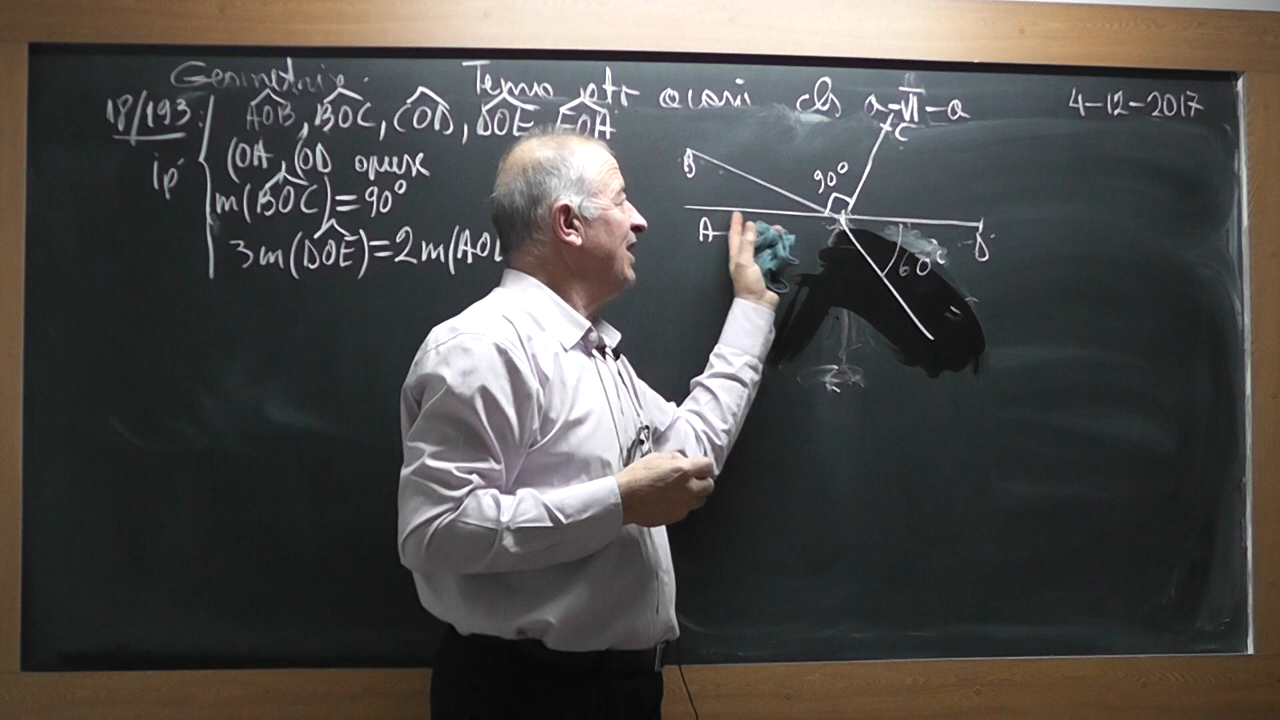 Geometrie. Tema ptr acasă cls a-VI-a 4-12-2017
18/193: AOB, BOC, COD, DOE, EOA
ip (OA, (OD opuse
m(BOC)=90°
3m(DOE)=2m(AO
B
90°
C
A
D
60°